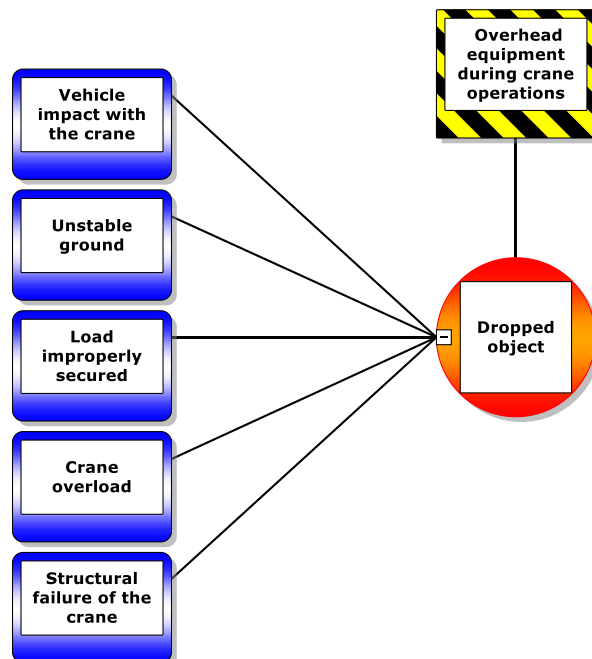 Overhead
equipment
during crane
operations
Vehicle
impact with
the crane
Unstable
ground
Load
improperly
secured
Dropped
object
Crane
overload
Structural
failure of the
crane